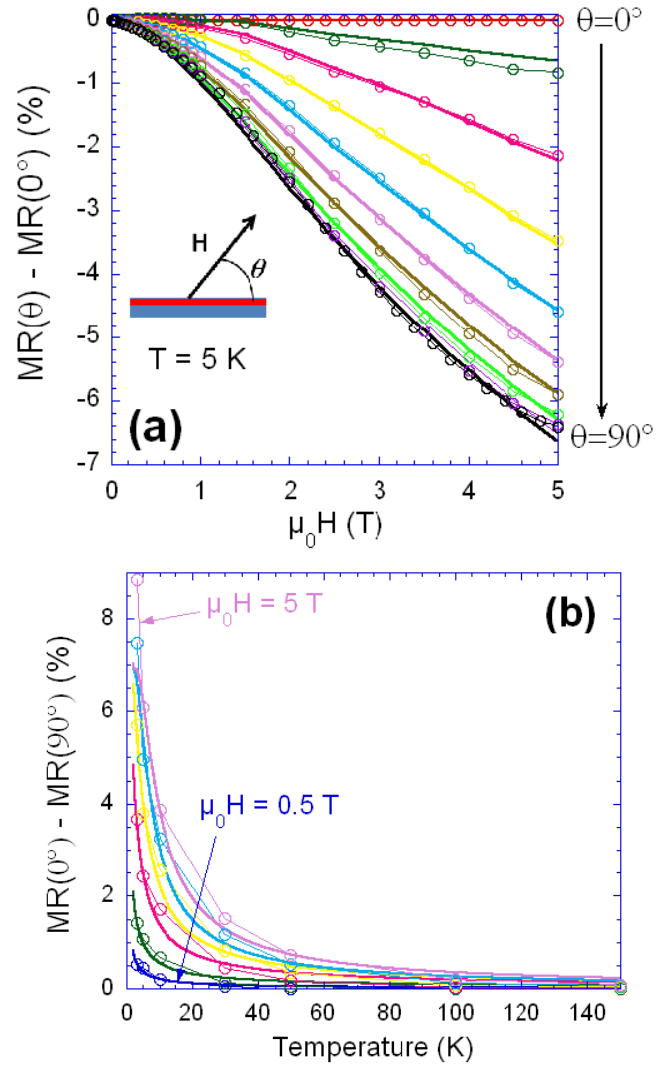 MR(θ) - MR(0°) (%)
0
-1
-2
-3
-4
-5
-6
-7
θ=0°
H
θ
T = 5 K
(a)
θ=90°
0 1 2 3 4 5
μ₀H (T)
MR(0°) - MR(90°) (%)
8
6
4
2
0
μ₀H = 5 T
(b)
μ₀H = 0.5 T
0 20 40 60 80 100 120 140
Temperature (K)